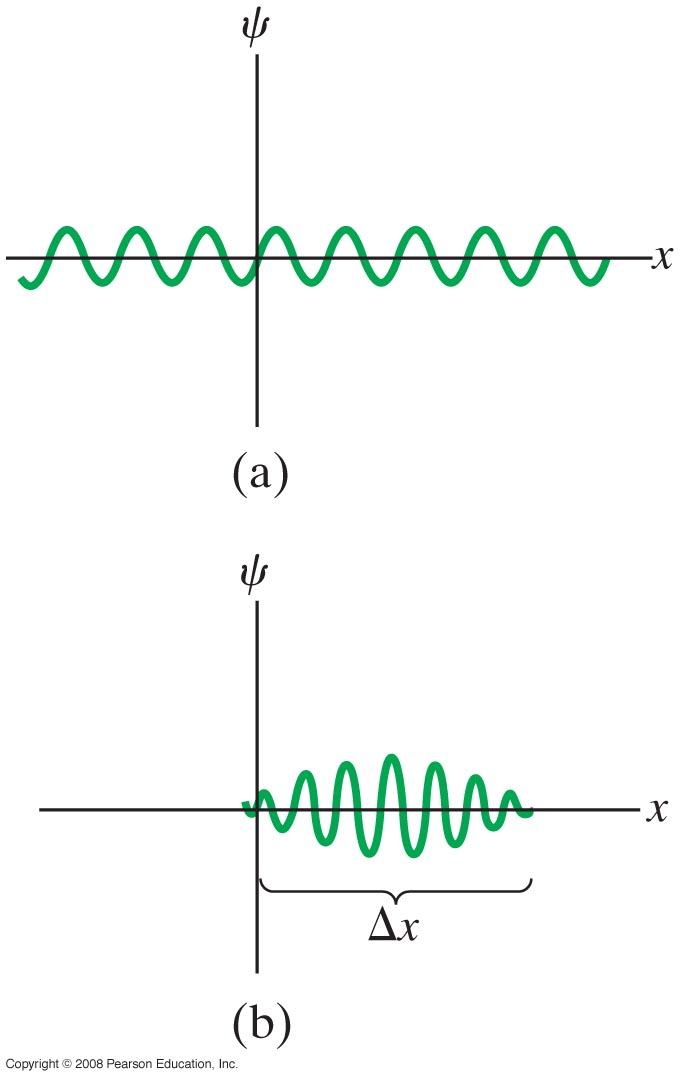 ψ
x
(a)
ψ
x
Δx
(b)
Copyright © 2008 Pearson Education, Inc.